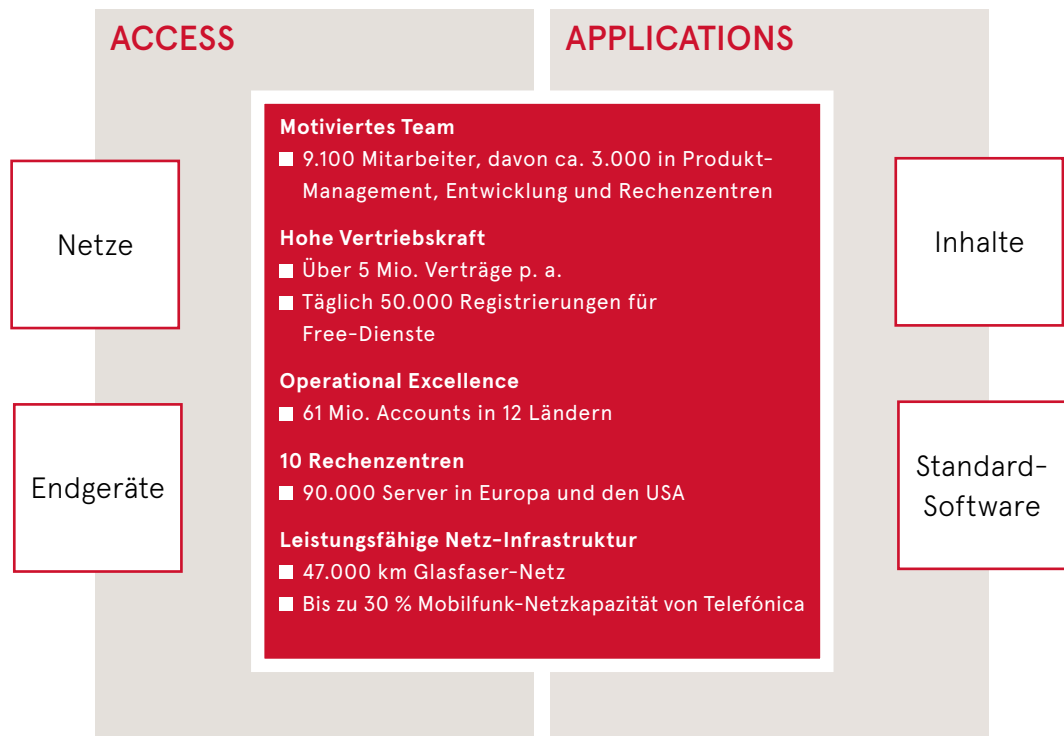 ACCESS
APPLICATIONS
Netze
Endgeräte
Motiviertes Team
9.100 Mitarbeiter, davon ca. 3.000 in Produkt-
Management, Entwicklung und Rechenzentren
Hohe Vertriebskraft
Über 5 Mio. Verträge p. a.
Täglich 50.000 Registrierungen für
Free-Dienste
Operational Excellence
61 Mio. Accounts in 12 Ländern
10 Rechenzentren
90.000 Server in Europa und den USA
Leistungsfähige Netz-Infrastruktur
47.000 km Glasfaser-Netz
Bis zu 30 % Mobilfunk-Netzkapazität von Telefónica
Inhalte
Standard-
Software